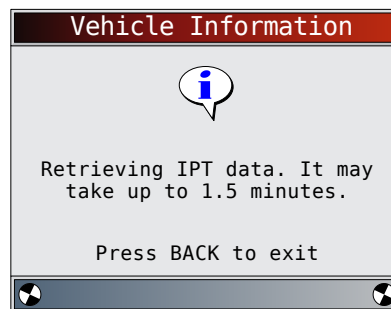 Vehicle Information
Retrieving IPT data. It may
take up to 1.5 minutes.
Press BACK to exit